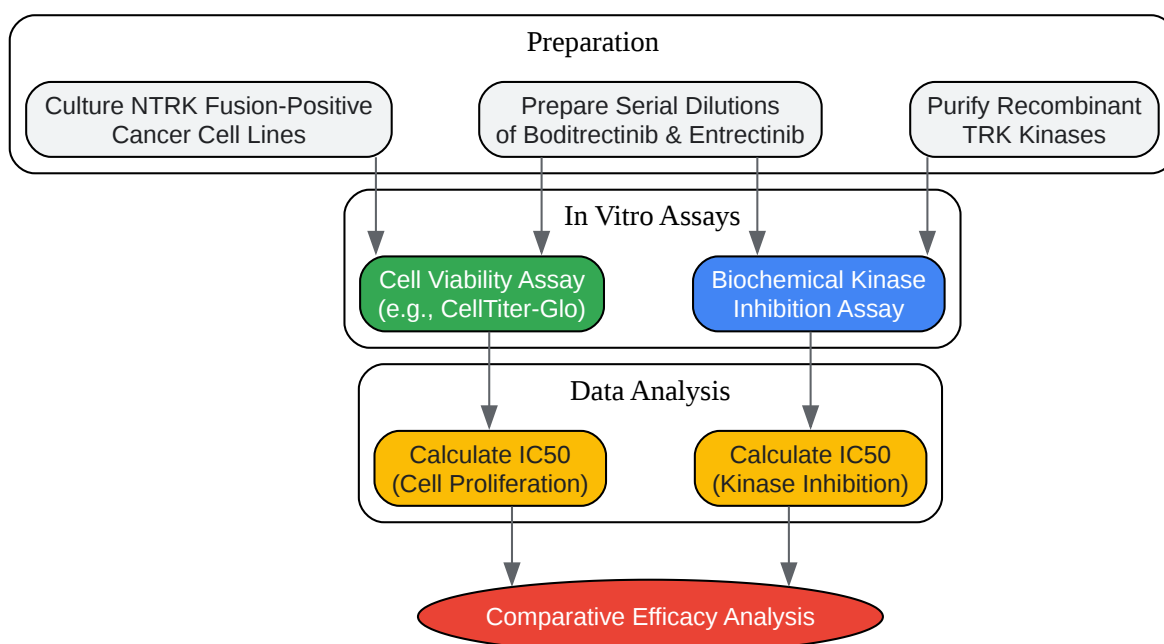 Preparation
Culture NTRK Fusion-Positive
Cancer Cell Lines
Prepare Serial Dilutions
of Boditrectinib & Entrectinib
Purify Recombinant
TRK Kinases
In Vitro Assays
Cell Viability Assay
(e.g., CellTiter-Glo)
Biochemical Kinase
Inhibition Assay
Data Analysis
Calculate IC50
(Cell Proliferation)
Calculate IC50
(Kinase Inhibition)
Comparative Efficacy Analysis